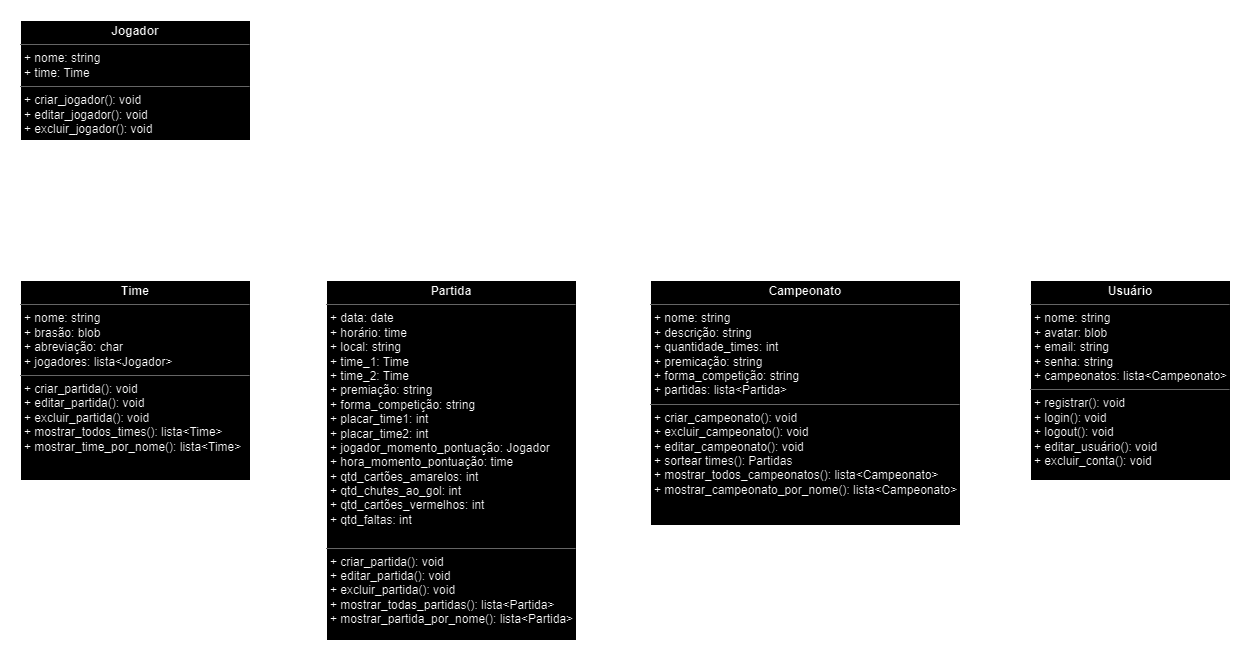 Jogador
+ nome: string
+ time: Time
+ criar_jogador(): void
+ editar_jogador(): void
+ excluir_jogador(): void
Time
+ nome: string
+ brasão: blob
+ abreviação: char
+ jogadores: lista<Jogador>
+ criar_partida(): void
+ editar_partida(): void
+ excluir_partida(): void
+ mostrar_todos_times(): lista<Time>
+ mostrar_time_por_nome(): lista<Time>
Partida
+ data: date
+ horário: time
+ local: string
+ time_1: Time
+ time_2: Time
+ premiação: string
+ forma_competição: string
+ placar_time1: int
+ placar_time2: int
+ jogador_momento_pontuação: Jogador
+ hora_momento_pontuação: time
+ qtd_cartões_amarelos: int
+ qtd_chutes_ao_gol: int
+ qtd_cartões_vermelhos: int
+ qtd_faltas: int
+ criar_partida(): void
+ editar_partida(): void
+ excluir_partida(): void
+ mostrar_todas_partidas(): lista<Partida>
+ mostrar_partida_por_nome(): lista<Partida>
Campeonato
+ nome: string
+ descrição: string
+ quantidade_times: int
+ premicação: string
+ forma_competição: string
+ partidas: lista<Partida>
+ criar_campeonato(): void
+ excluir_campeonato(): void
+ editar_campeonato(): void
+ sortear times(): Partidas
+ mostrar_todos_campeonatos(): lista<Campeonato>
+ mostrar_campeonato_por_nome(): lista<Campeonato>
Usuário
+ nome: string
+ avatar: blob
+ email: string
+ senha: string
+ campeonatos: lista<Campeonato>
+ registrar(): void
+ login(): void
+ logout(): void
+ editar_usuário(): void
+ excluir_conta(): void